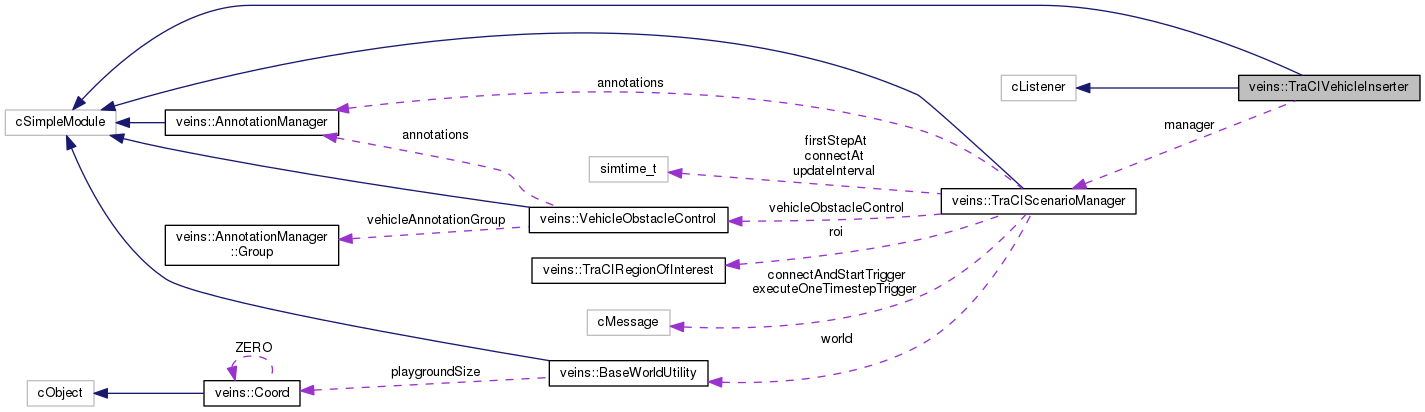 cListener
veins::TraCIVehicleInserter
annotations
cSimpleModule
veins::AnnotationManager
manager
annotations
firstStepAt
connectAt
updateInterval
simtime_t
veins::TraCIScenarioManager
vehicleObstacleControl
vehicleAnnotationGroup
veins::VehicleObstacleControl
veins::AnnotationManager
::Group
roi
veins::TraCIRegionOfInterest
connectAndStartTrigger
executeOneTimestepTrigger
cMessage
world
ZERO
playgroundSize
veins::BaseWorldUtility
cObject
veins::Coord